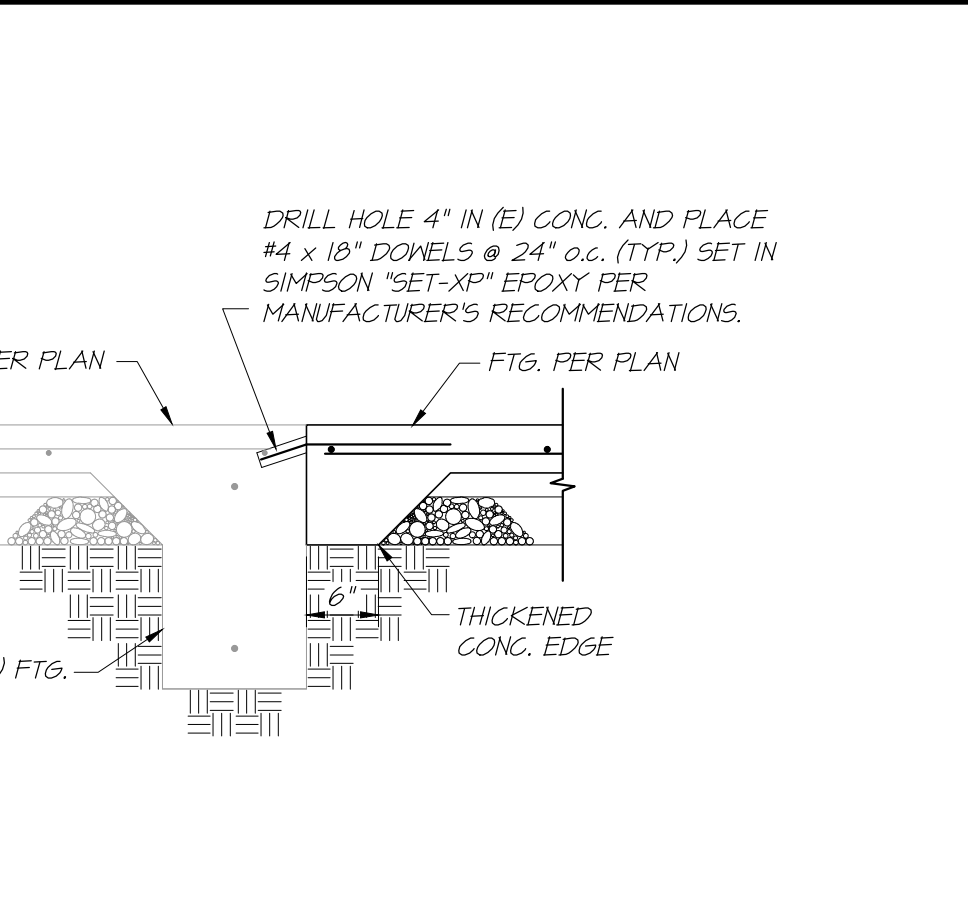 DRILL HOLE 4" IN (E) CONC. AND PLACE
#4 x 18" DOWELS @ 24" o.c. (TYP.) SET IN
SIMPSON "SET-XP" EPOXY PER
MANUFACTURER'S RECOMMENDATIONS.
PER PLAN
FTG. PER PLAN
6"
THICKENED
CONC. EDGE
) FTG.